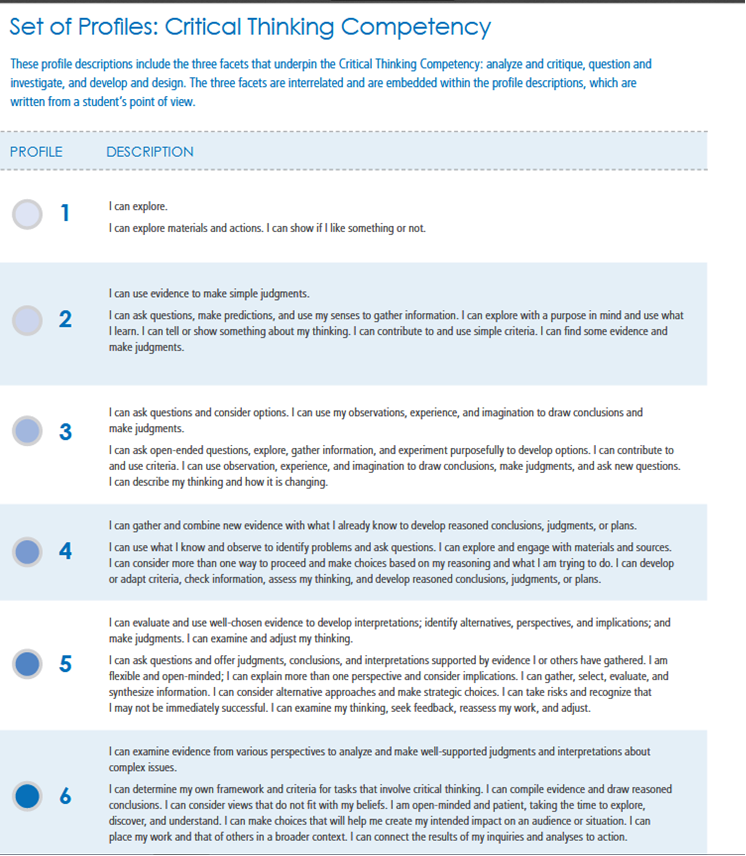 Set of Profiles: Critical Thinking Competency
These profile descriptions include the three facets that underpin the Critical Thinking Competency: analyze and critique, question and
investigate, and develop and design. The three facets are interrelated and are embedded within the profile descriptions, which are
written from a student's point of view.
PROFILE DESCRIPTION
1
I can explore.
I can explore materials and actions. I can show if I like something or not.
2
I can use evidence to make simple judgments.
I can ask questions, make predictions, and use my senses to gather information. I can explore with a purpose in mind and use what
I learn. I can tell or show something about my thinking. I can contribute to and use simple criteria. I can find some evidence and
make judgments.
3
I can ask questions and consider options. I can use my observations, experience, and imagination to draw conclusions and
make judgments.
I can ask open-ended questions, explore, gather information, and experiment purposefully to develop options. I can contribute to
and use criteria. I can use observation, experience, and imagination to draw conclusions, make judgments, and ask new questions.
I can describe my thinking and how it is changing.
4
I can gather and combine new evidence with what I already know to develop reasoned conclusions, judgments, or plans.
I can use what I know and observe to identify problems and ask questions. I can explore and engage with materials and sources.
I can consider more than one way to proceed and make choices based on my reasoning and what I am trying to do. I can develop
or adapt criteria, check information, assess my thinking, and develop reasoned conclusions, judgments, or plans.
5
I can evaluate and use well-chosen evidence to develop interpretations; identify alternatives, perspectives, and implications; and
make judgments. I can examine and adjust my thinking.
I can ask questions and offer judgments, conclusions, and interpretations supported by evidence I or others have gathered. I am
flexible and open-minded; I can explain more than one perspective and consider implications. I can gather, select, evaluate, and
synthesize information. I can consider alternative approaches and make strategic choices. I can take risks and recognize that
I may not be immediately successful. I can examine my thinking, seek feedback, reassess my work, and adjust.
6
I can examine evidence from various perspectives to analyze and make well-supported judgments and interpretations about
complex issues.
I can determine my own framework and criteria for tasks that involve critical thinking. I can compile evidence and draw reasoned
conclusions. I can consider views that do not fit with my beliefs. I am open-minded and patient, taking the time to explore,
discover, and understand. I can make choices that will help me create my intended impact on an audience or situation. I can
place my work and that of others in a broader context. I can connect the results of my inquiries and analyses to action.